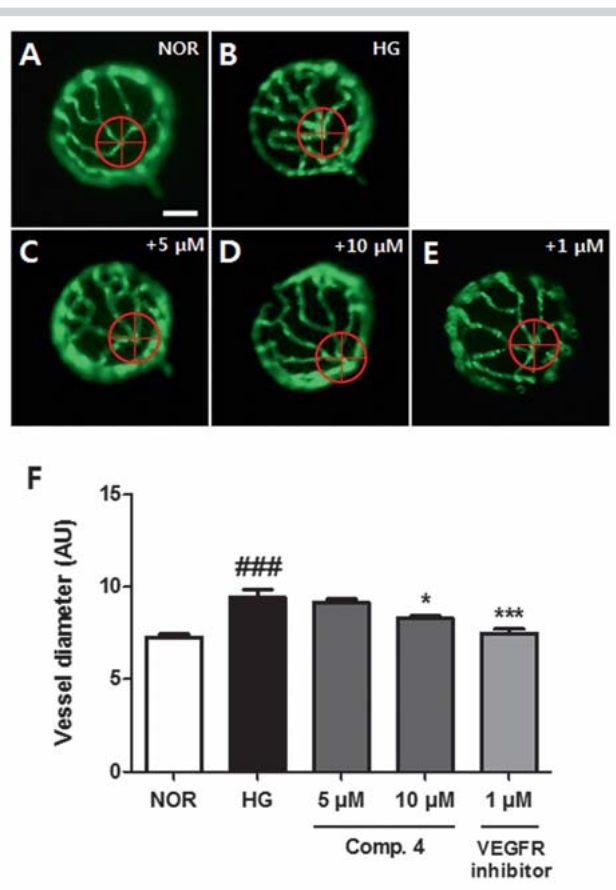 A NOR
B HG
C +5 µM
D +10 µM
E +1 µM
F
Vessel diameter (AU)
15
10
5
0
###
*
***
NOR HG 5 µM 10 µM 1 µM
Comp. 4 VEGFR
inhibitor